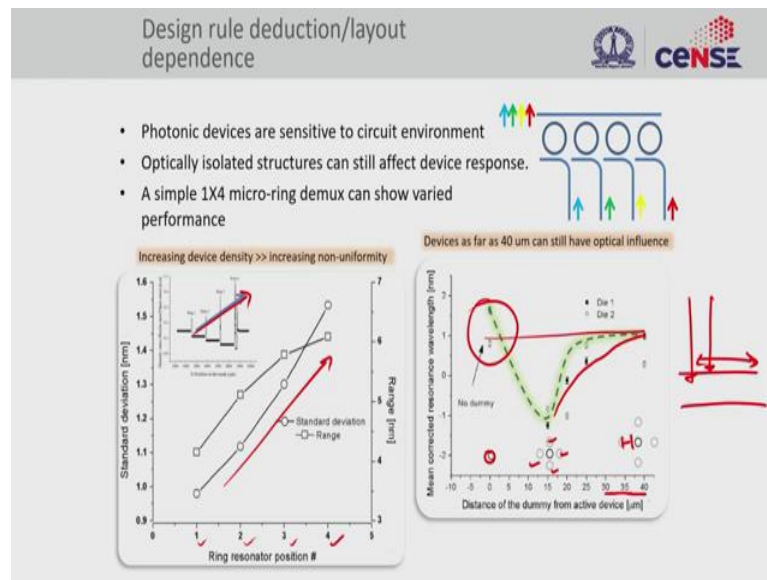 Design rule deduction/layout
dependence
CENSE
• Photonic devices are sensitive to circuit environment
• Optically isolated structures can still affect device response.
• A simple 1X4 micro-ring demux can show varied
performance
Increasing device density >> increasing non-uniformity
Devices as far as 40 um can still have optical influence
Standard deviation [nm]
1.6
1.5
1.4
1.3
1.2
1.1
1.0
0.9
7
6
5
4
3
Range [nm]
Standard deviation
Range
0 1 2 3 4 5
Ring resonator position #
Mean corrected resonance wavelength [nm]
2
1
0
-1
-2
Die 1
Die 2
No dummy
-10 -5 0 5 10 15 20 25 30 35 40
Distance of the dummy from active device [μm]